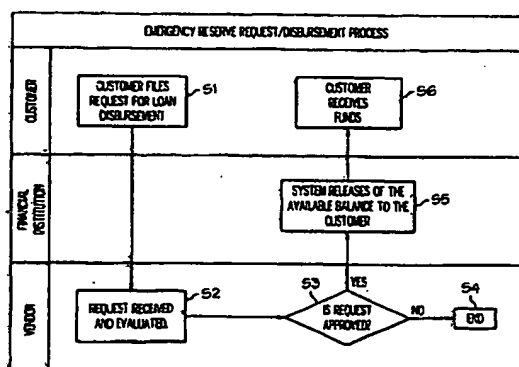 EMERGENCY RESERVE REQUEST/DISBURSEMENT PROCESS
CUSTOMER
CUSTOMER FILES
REQUEST FOR LOAN
DISBURSEMENT
S1
CUSTOMER
RECEIVES
FUNDS
S6
FINANCIAL
INSTITUTION
SYSTEM RELEASES OF THE
AVAILABLE BALANCE TO THE
CUSTOMER
S5
VENDOR
REQUEST RECEIVED
AND EVALUATED.
S2
S3
YES
IS REQUEST
APPROVED?
NO
S4
END